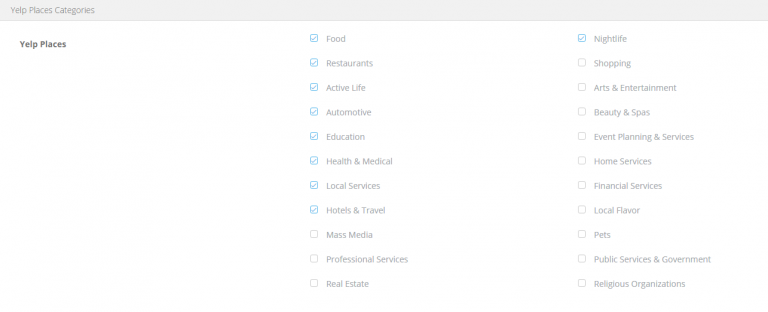 Yelp Places Categories
Yelp Places
Food
Nightlife
Restaurants
Shopping
Active Life
Arts & Entertainment
Automotive
Beauty & Spas
Education
Event Planning & Services
Health & Medical
Home Services
Local Services
Financial Services
Hotels & Travel
Local Flavor
Mass Media
Pets
Professional Services
Public Services & Government
Real Estate
Religious Organizations